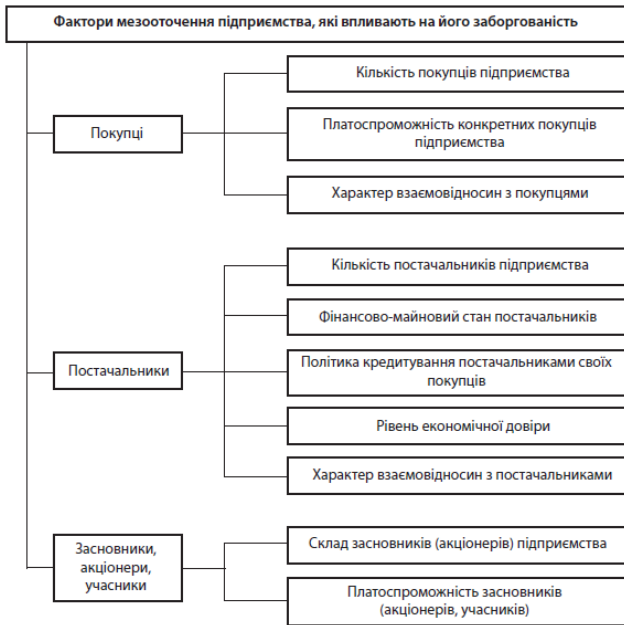 Фактори мезооточення підприємства, які впливають на його заборгованість
Покупці
Кількість покупців підприємства
Платоспроможність конкретних покупців
підприємства
Характер взаємовідносин з покупцями
Постачальники
Кількість постачальників підприємства
Фінансово-майновий стан постачальників
Політика кредитування постачальниками своїх
покупців
Рівень економічної довіри
Характер взаємовідносин з постачальниками
Засновники,
акціонери,
учасники
Склад засновників (акціонерів) підприємства
Платоспроможність засновників
(акціонерів, учасників)